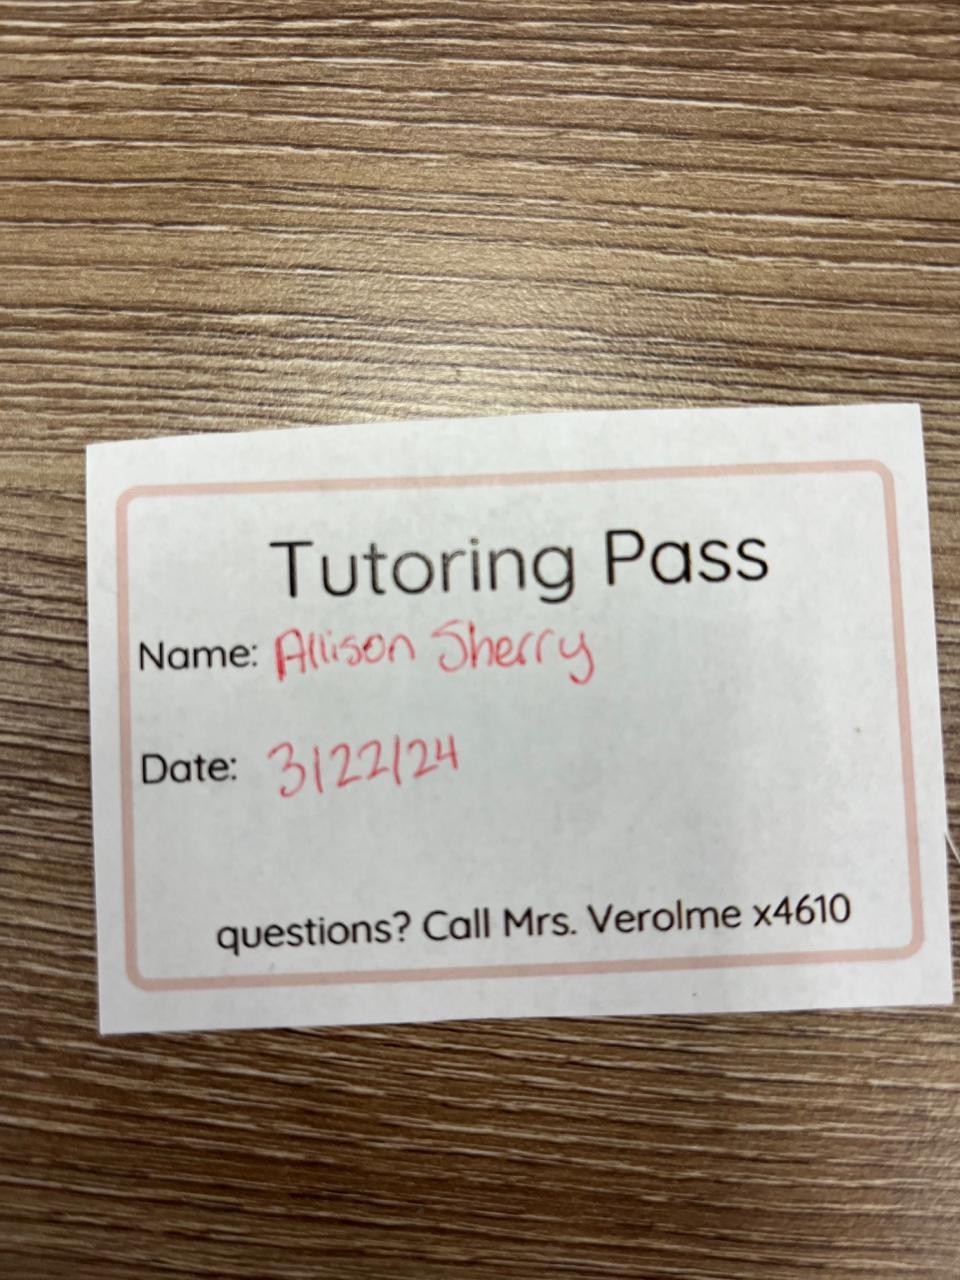 Tutoring Pass
Name: Allison Sherry
Date: 3/22/24
questions? Call Mrs. Verolme x4610